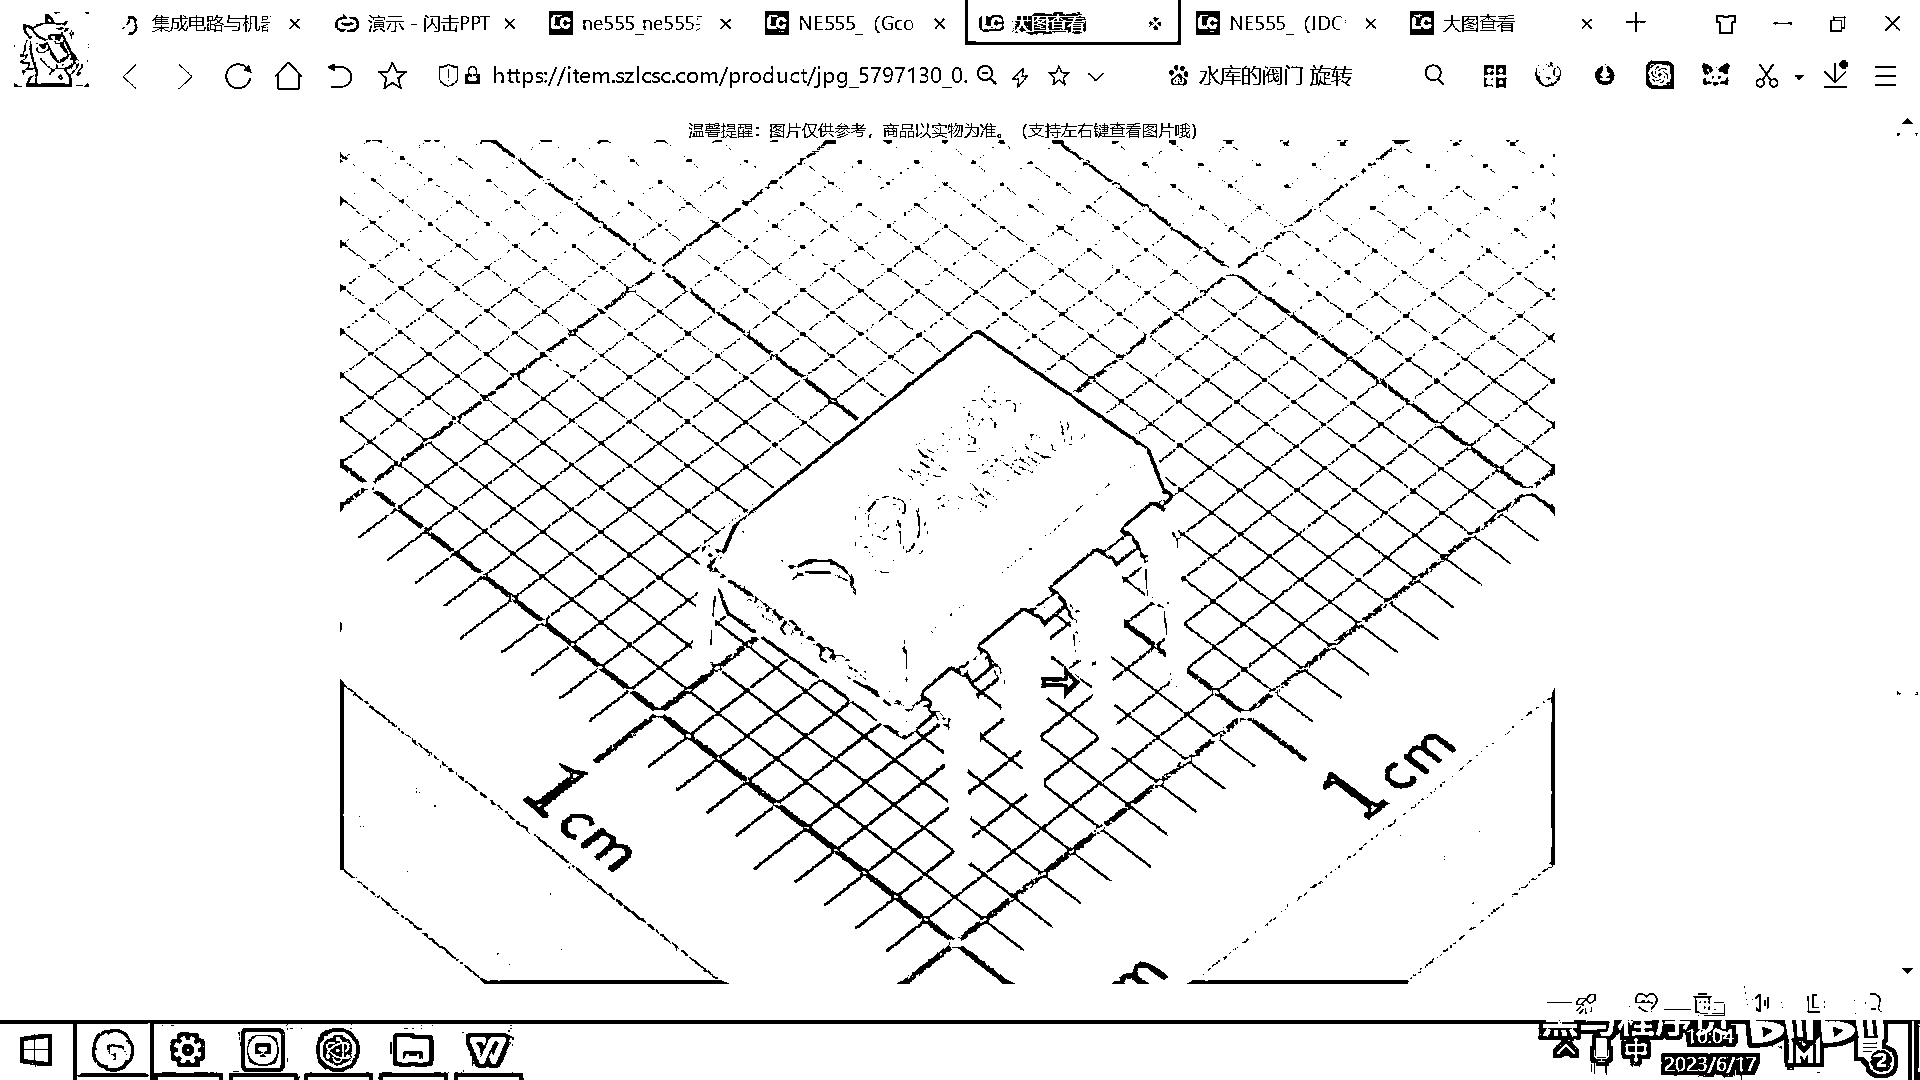 集成电路与机器
演示 - 闪击PPT
ne555_ne555
NE555_ (Gco
大图查看
NE555_ (IDC
大图查看
https://item.szlcsc.com/product/jpg_5797130_0.
水库的阀门 旋转
温馨提醒：图片仅供参考，商品以实物为准。 (支持左右键查看图片哦)
1cm
1cm
m
中
10:04
2023/6/17
2